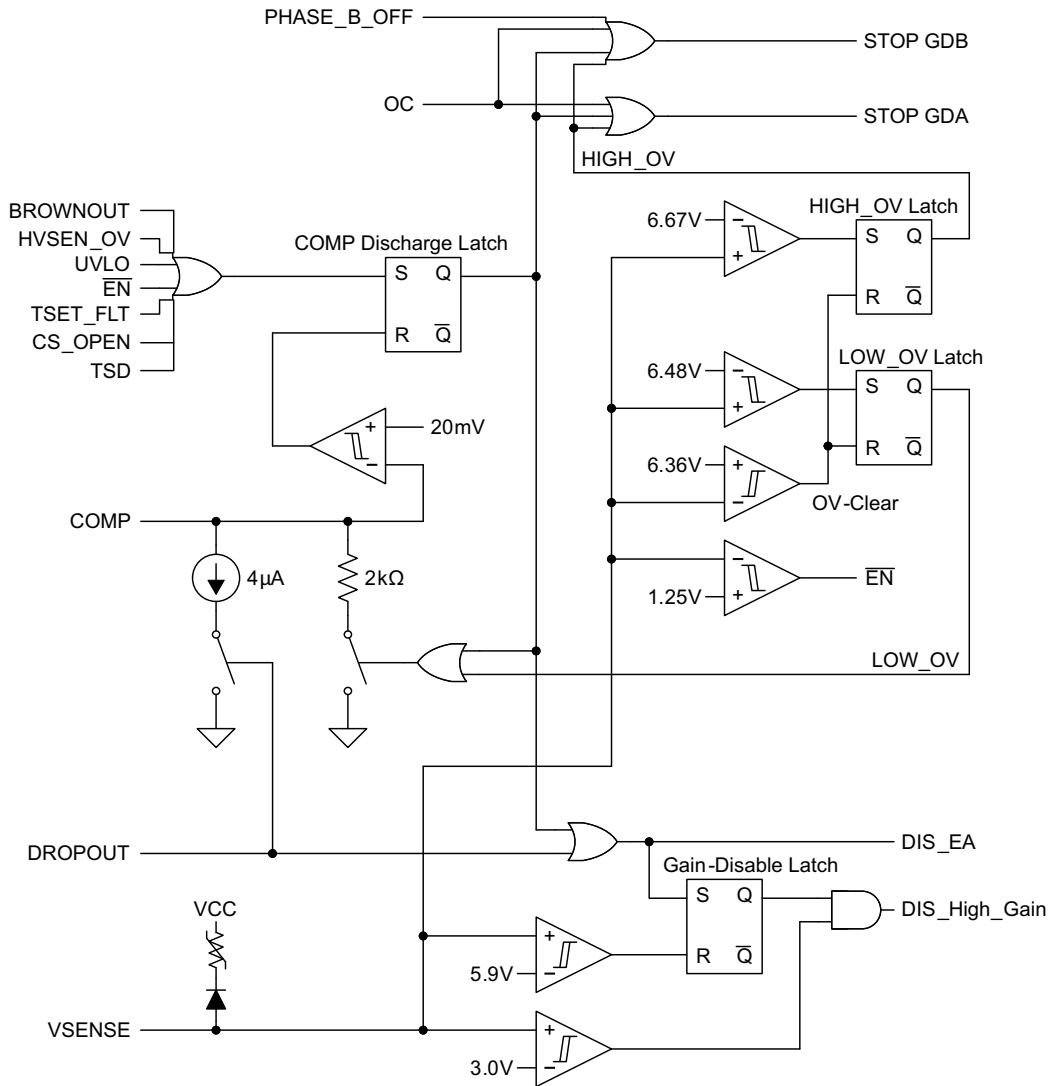 PHASE_B_OFF
STOP GDB
OC
STOP GDA
HIGH_OV
BROWNOUT
HVSEN_OV
UVLO
E̅N̅
TSET_FLT
CS_OPEN
TSD
COMP Discharge Latch
S Q
R Q̅
6.67V
HIGH_OV Latch
- +
S Q
R Q̅
6.48V
LOW_OV Latch
- +
S Q
R Q̅
20mV
+ -
6.36V
+ -
OV-Clear
COMP
4µA
2kΩ
1.25V
- +
E̅N̅
LOW_OV
DROPOUT
DIS_EA
Gain-Disable Latch
S Q
R Q̅
DIS_High_Gain
VCC
5.9V
+ -
VSENSE
3.0V
+ -